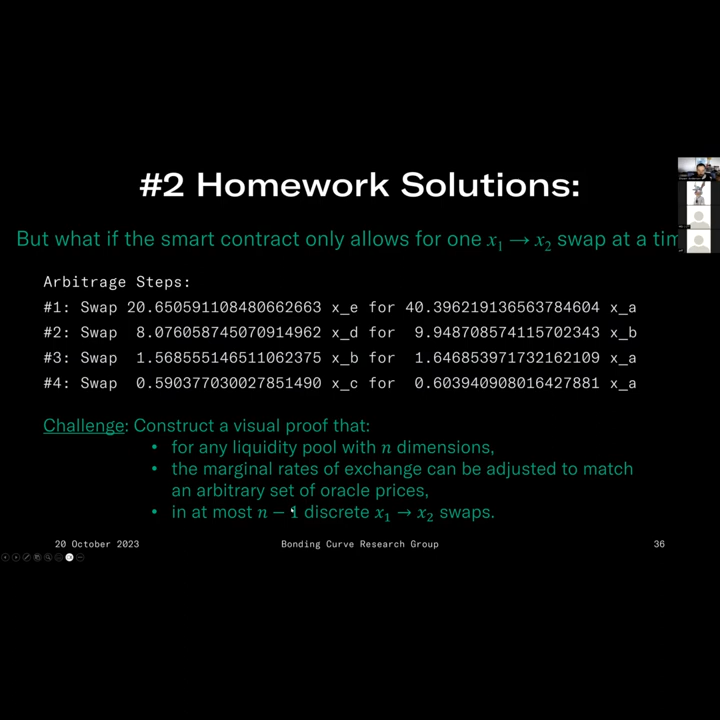 #2 Homework Solutions:
But what if the smart contract only allows for one x₁ → x₂ swap at a tim
Arbitrage Steps:
#1: Swap 20.650591108480662663 x_e for 40.396219136563784604 x_a
#2: Swap 8.076058745070914962 x_d for 9.948708574115702343 x_b
#3: Swap 1.568555146511062375 x_b for 1.646853971732162109 x_a
#4: Swap 0.590377030027851490 x_c for 0.603940908016427881 x_a
Challenge: Construct a visual proof that:
• for any liquidity pool with n dimensions,
• the marginal rates of exchange can be adjusted to match
an arbitrary set of oracle prices,
• in at most n − 1 discrete x₁ → x₂ swaps.
20 October 2023 Bonding Curve Research Group 36